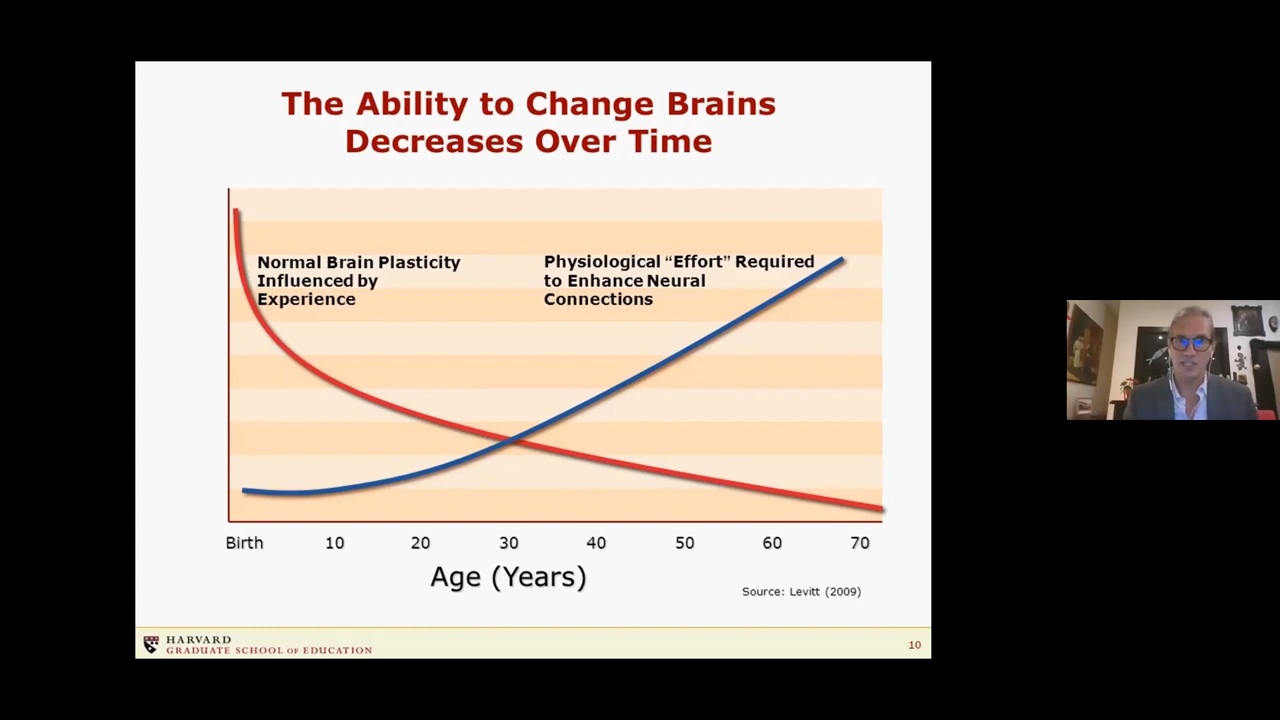 The Ability to Change Brains
Decreases Over Time
Normal Brain Plasticity
Influenced by
Experience
Physiological “Effort” Required
to Enhance Neural
Connections
Birth 10 20 30 40 50 60 70
Age (Years)
Source: Levitt (2009)
HARVARD
GRADUATE SCHOOL OF EDUCATION
10